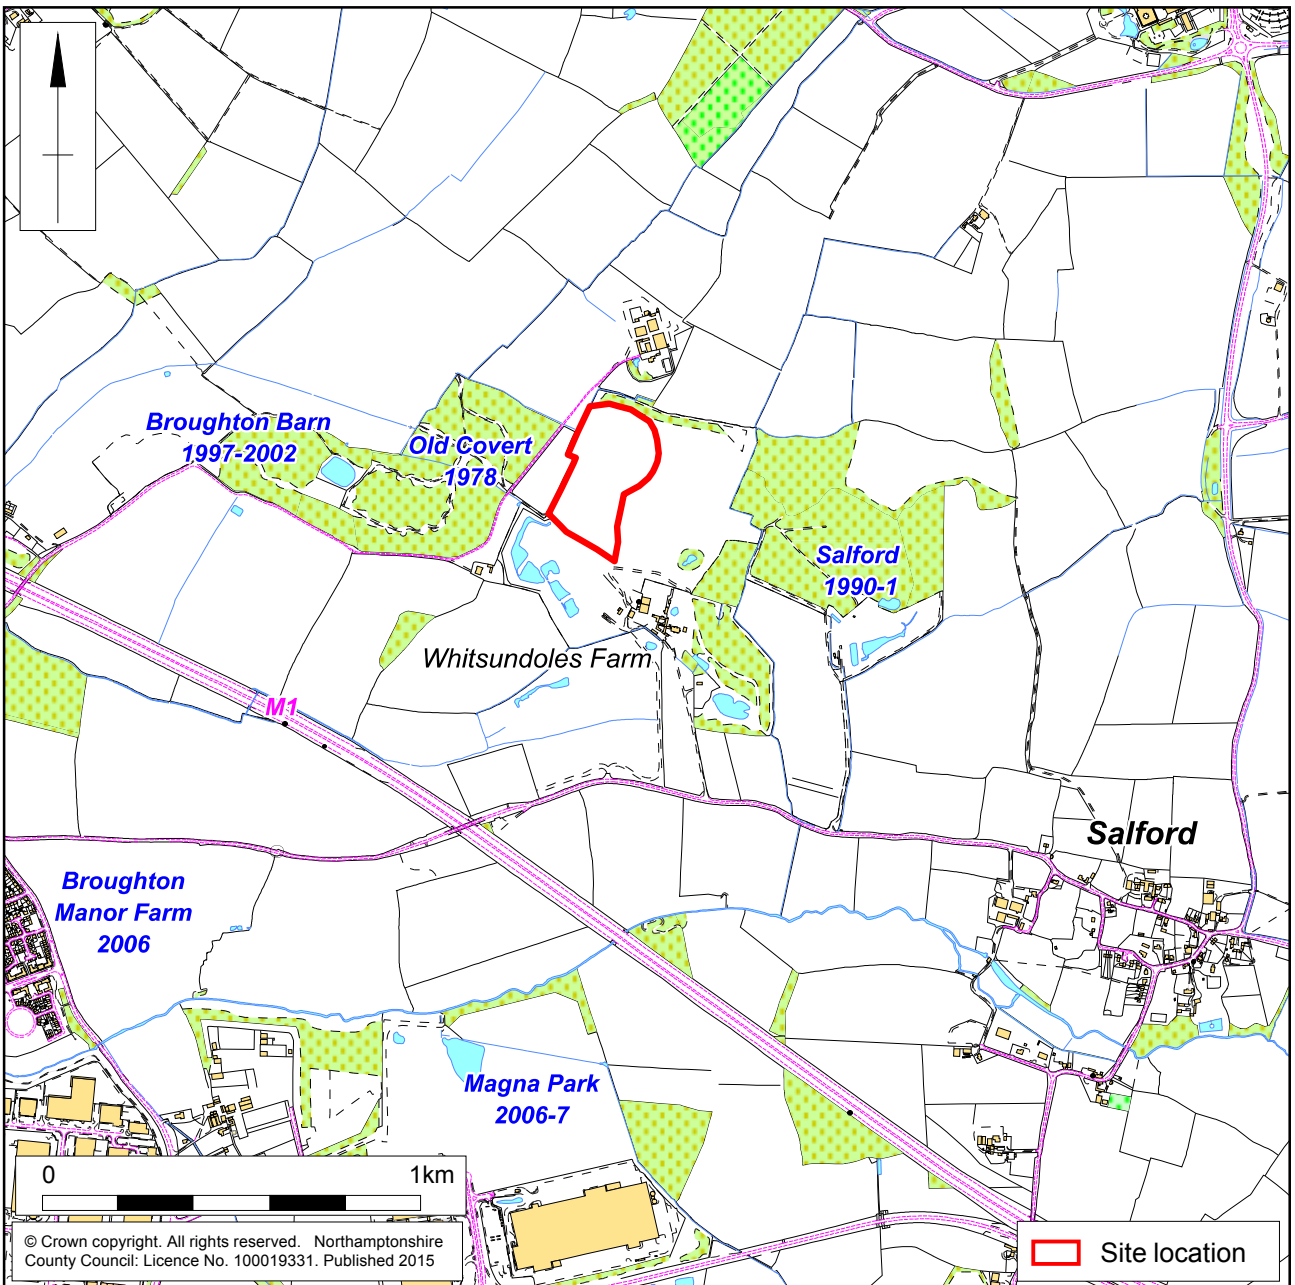 Broughton Barn
1997-2002
Old Covert
1978
Salford
1990-1
Whitsundoles Farm
M1
Salford
Broughton
Manor Farm
2006
Magna Park
2006-7
0 1km
© Crown copyright. All rights reserved. Northamptonshire
County Council: Licence No. 100019331. Published 2015
Site location